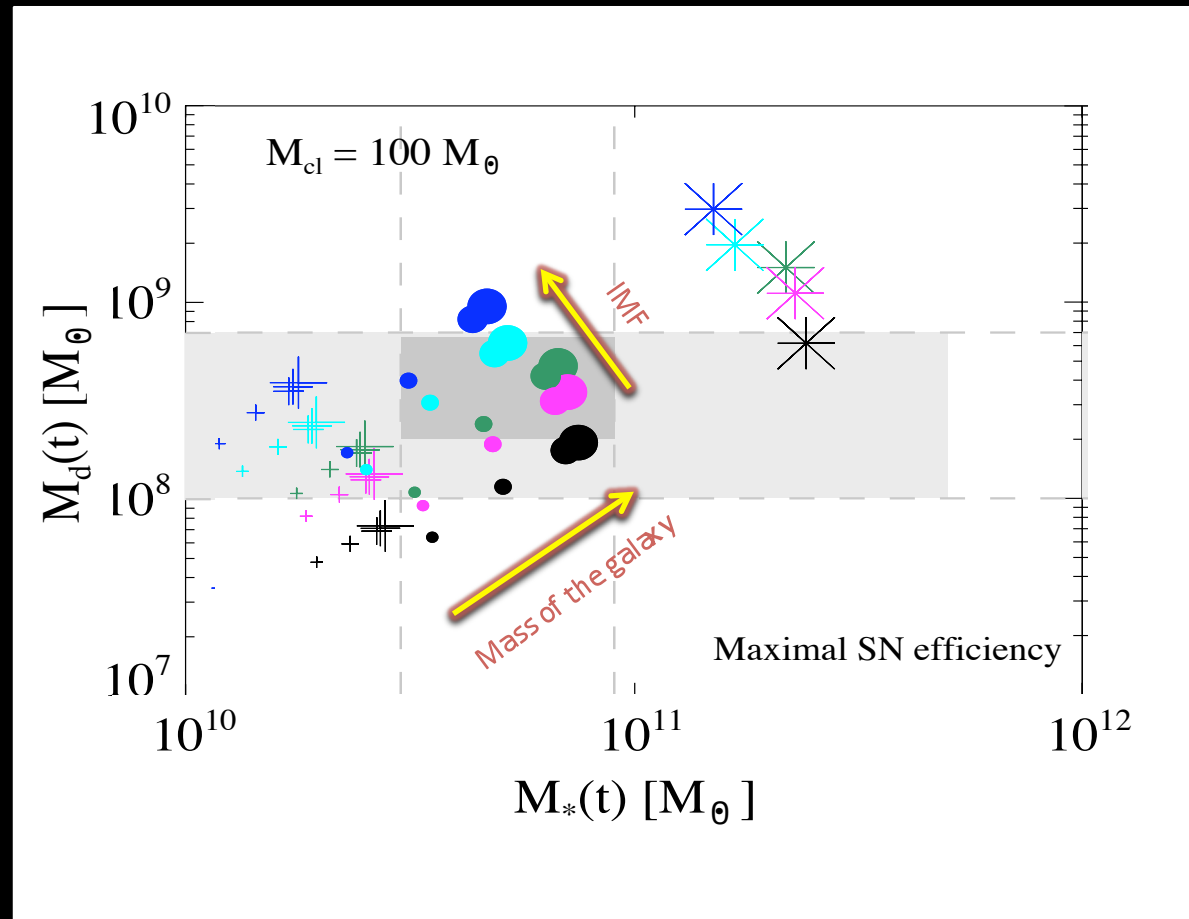 10^10
M_cl = 100 M_⊙
IMF
10^9
M_d(t) [M_⊙]
10^8
Mass of the galaxy
Maximal SN efficiency
10^7
10^10 10^11 10^12
M_*(t) [M_⊙]